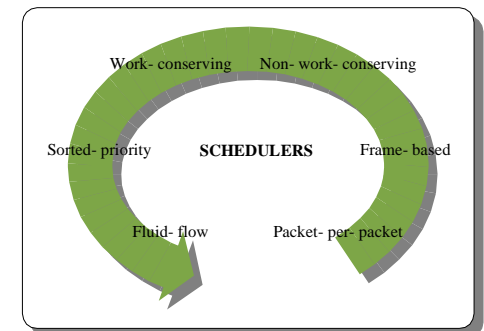 Work- conserving Non- work- conserving
Sorted- priority SCHEDULERS Frame- based
Fluid- flow Packet- per- packet